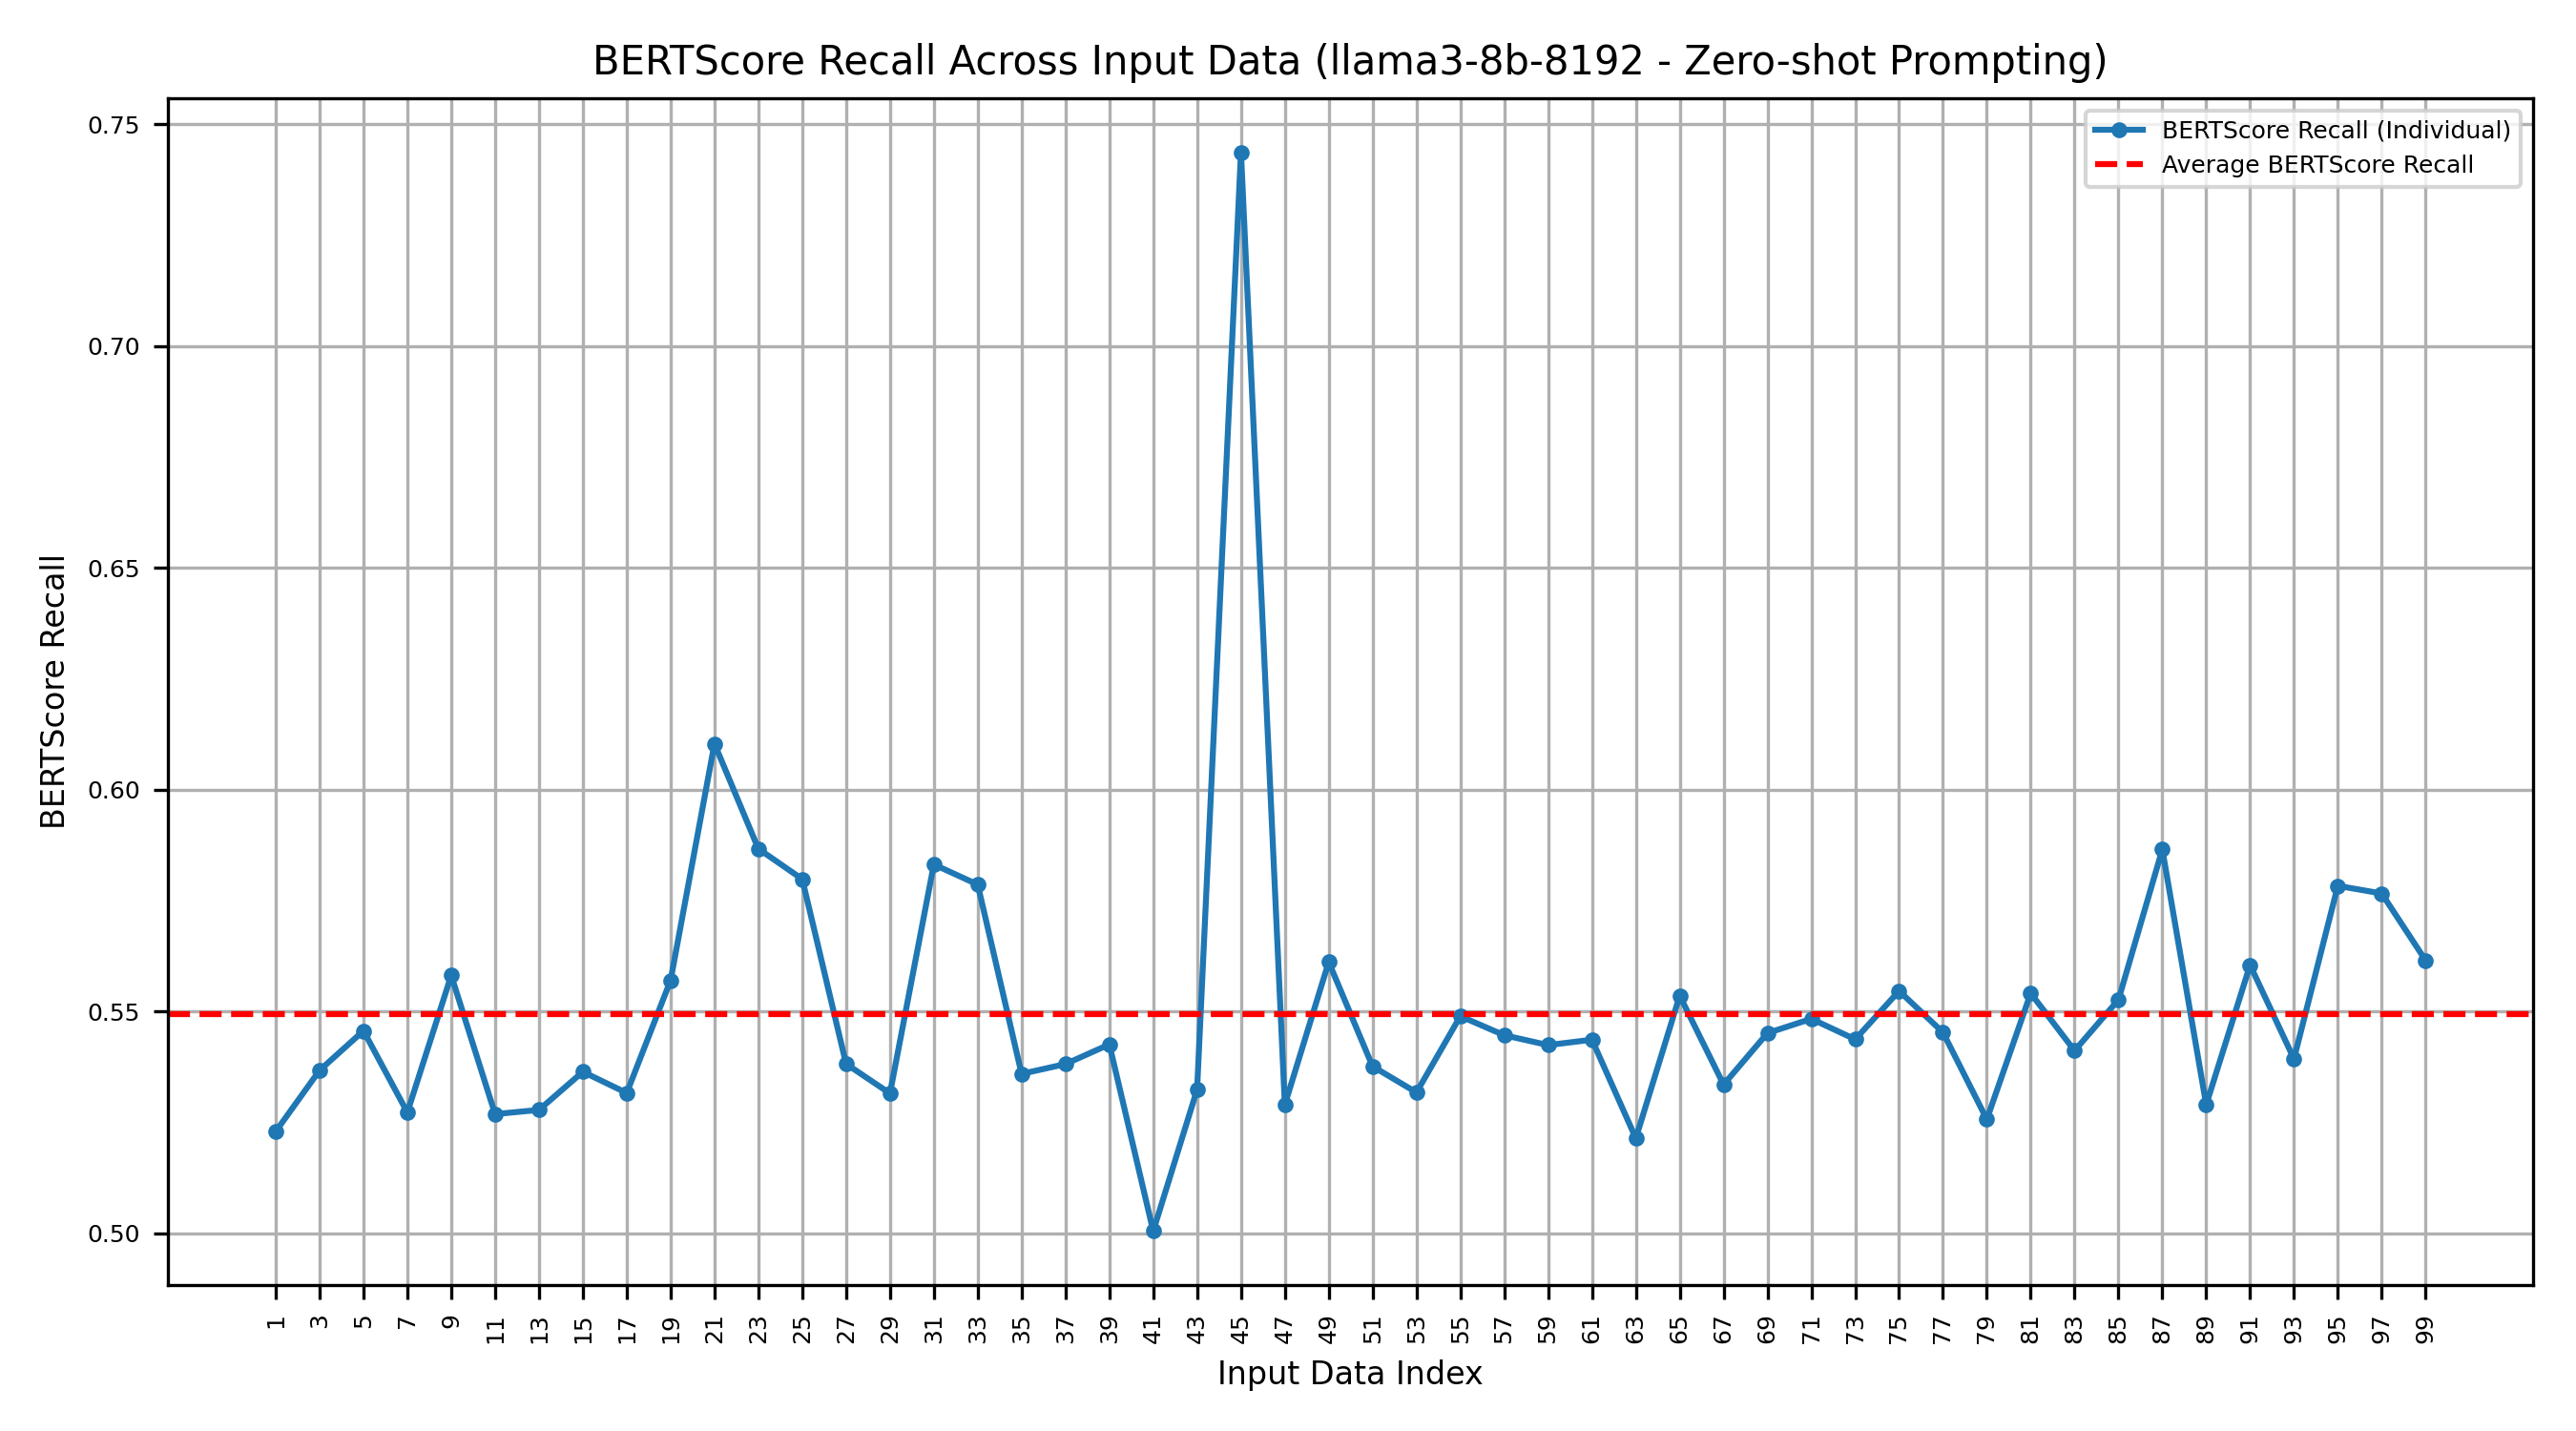 BERTScore Recall Across Input Data (llama3-8b-8192 - Zero-shot Prompting)
BERTScore Recall (Individual)
Average BERTScore Recall
BERTScore Recall
0.75
0.70
0.65
0.60
0.55
0.50
1 3 5 7 9 11 13 15 17 19 21 23 25 27 29 31 33 35 37 39 41 43 45 47 49 51 53 55 57 59 61 63 65 67 69 71 73 75 77 79 81 83 85 87 89 91 93 95 97 99
Input Data Index